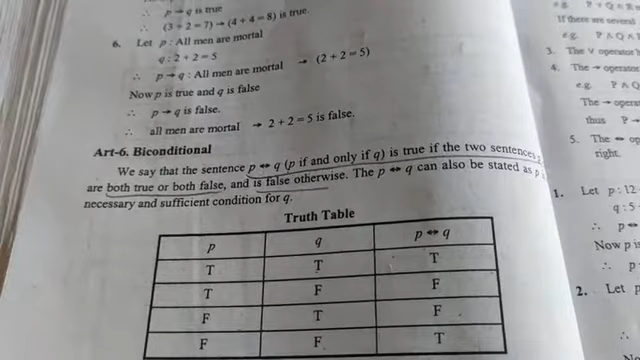 ∴ p → q is true
∴ (3 + 2 = 7) → (4 + 4 = 8) is true.
6. Let p : All men are mortal
q : 2 + 2 = 5
∴ p → q : All men are mortal → (2 + 2 = 5)
Now p is true and q is false
∴ p → q is false.
∴ all men are mortal → 2 + 2 = 5 is false.
Art-6. Biconditional
We say that the sentence p ↔ q (p if and only if q) is true if the two sentences
are both true or both false, and is false otherwise. The p ↔ q can also be stated as p
necessary and sufficient condition for q.
Truth Table
p q p ↔ q
T T T
T F F
F T F
F F T
e.g. P ∨ Q ∧
If there are several
e.g. P ∧ Q ∧
3. The ∨ operator
4. The → operator
e.g. P ∧ Q
The → opera
thus P →
5. The ↔ op
right.
1. Let p : 12
q : 5
∴ p ↔
Now p is
∴ p
2. Let p
∴